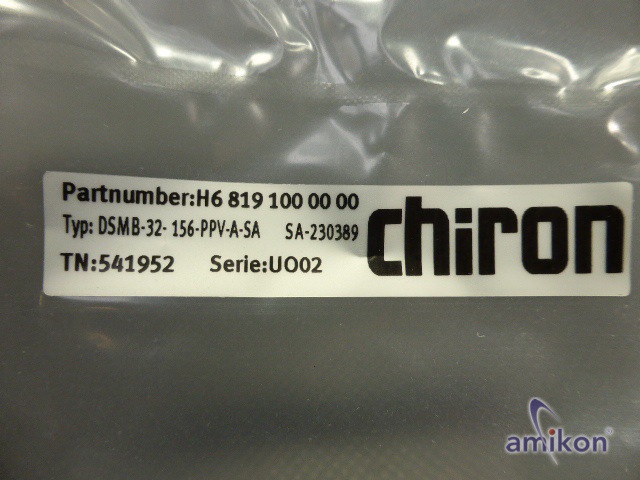 Partnumber:H6 819 100 00 00
Typ: DSMB-32- 156-PPV-A-SA SA-230389
TN:541952 Serie:UO02
chiron
amikon®